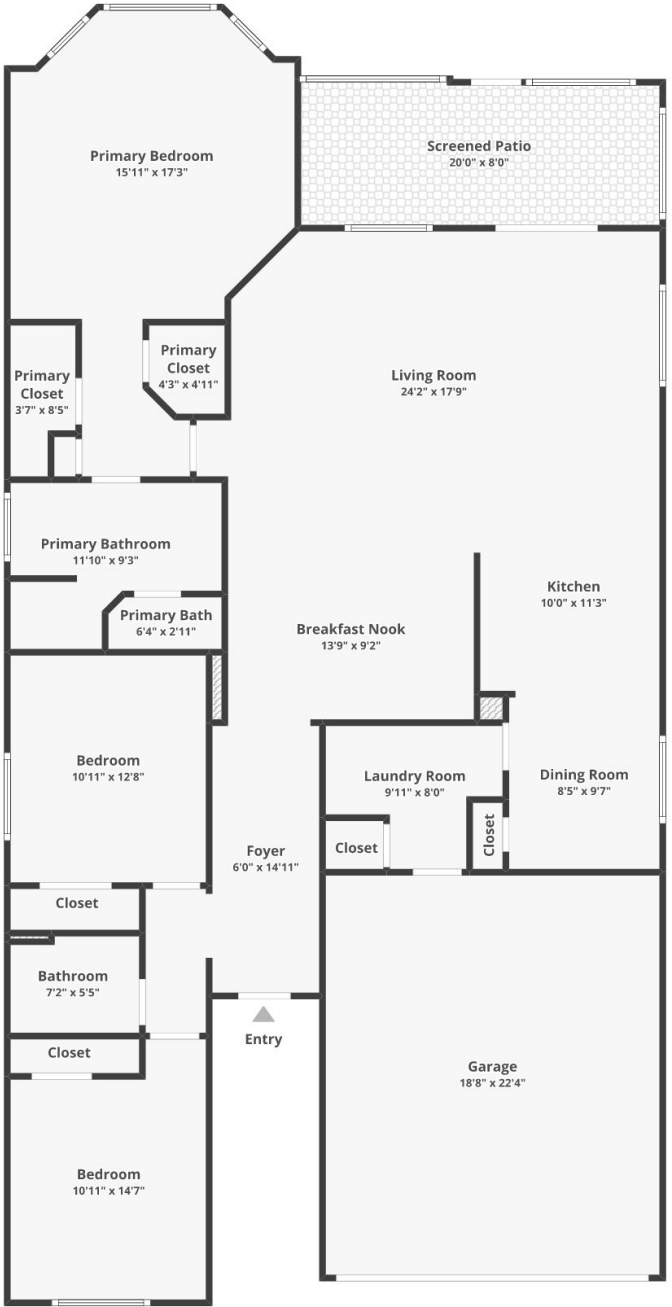 Primary Bedroom
15'11" x 17'3"
Screened Patio
20'0" x 8'0"
Primary
Closet
4'3" x 4'11"
Primary
Closet
3'7" x 8'5"
Living Room
24'2" x 17'9"
Primary Bathroom
11'10" x 9'3"
Primary Bath
6'4" x 2'11"
Kitchen
10'0" x 11'3"
Breakfast Nook
13'9" x 9'2"
Bedroom
10'11" x 12'8"
Laundry Room
9'11" x 8'0"
Dining Room
8'5" x 9'7"
Closet
Closet
Foyer
6'0" x 14'11"
Closet
Bathroom
7'2" x 5'5"
Entry
Closet
Garage
18'8" x 22'4"
Bedroom
10'11" x 14'7"